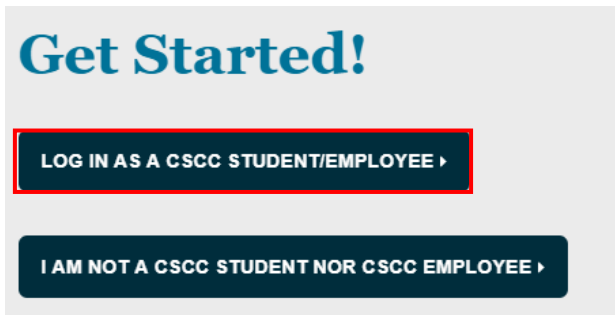 Get Started!
LOG IN AS A CSCC STUDENT/EMPLOYEE
I AM NOT A CSCC STUDENT NOR CSCC EMPLOYEE